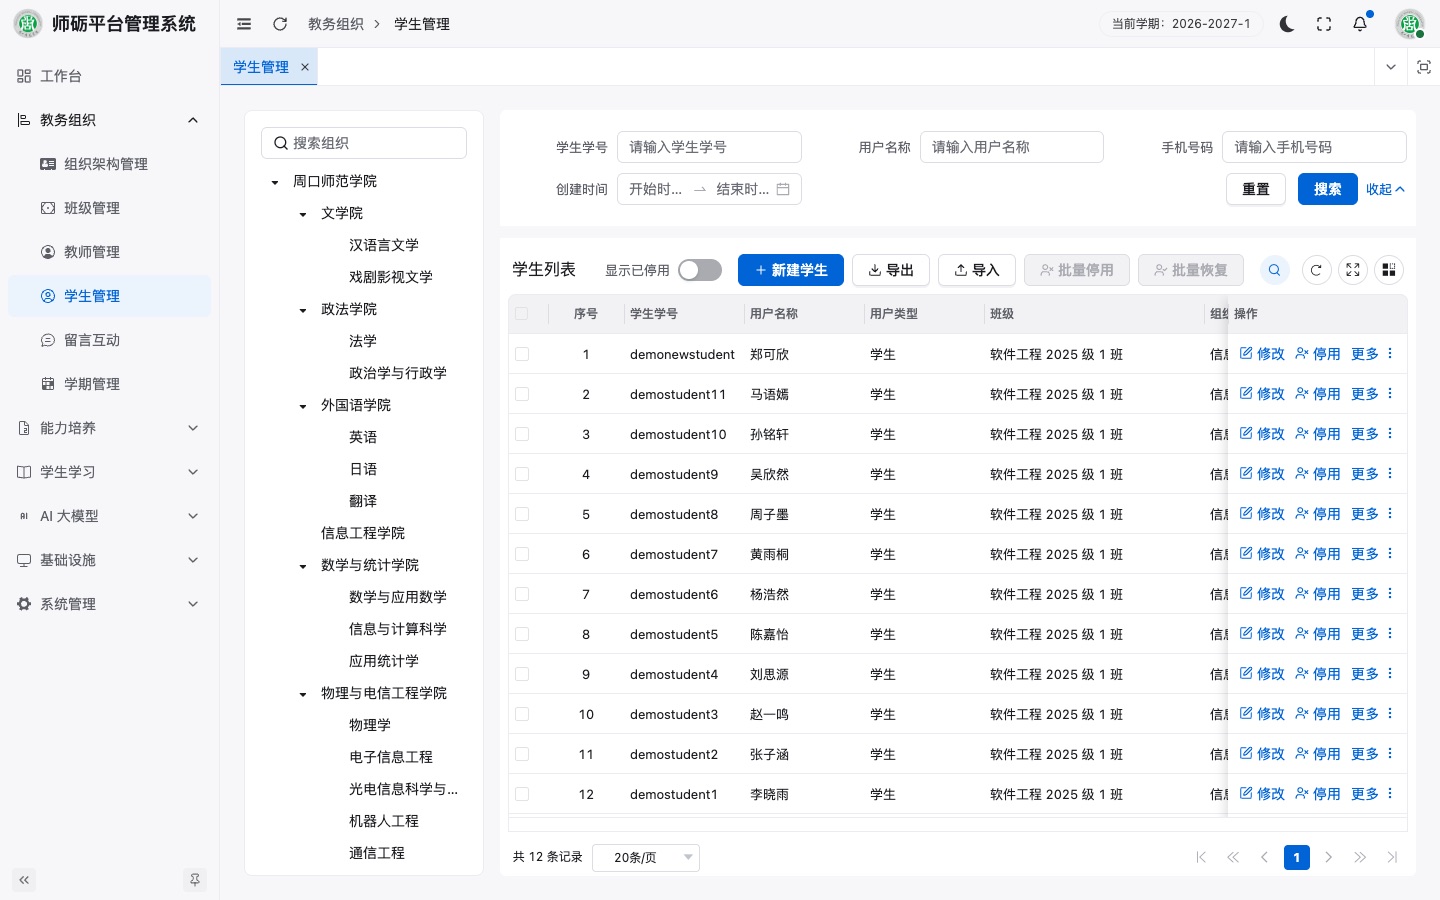 师砺平台管理系统
教务组织
学生管理
当前学期：2026-2027-1
学生管理
工作台
教务组织
组织架构管理
班级管理
教师管理
学生管理
留言互动
学期管理
能力培养
学生学习
AI 大模型
基础设施
系统管理
搜索组织
周口师范学院
文学院
汉语言文学
戏剧影视文学
政法学院
法学
政治学与行政学
外国语学院
英语
日语
翻译
信息工程学院
数学与统计学院
数学与应用数学
信息与计算科学
应用统计学
物理与电信工程学院
物理学
电子信息工程
光电信息科学与...
机器人工程
通信工程
学生学号 请输入学生学号 用户名称 请输入用户名称 手机号码 请输入手机号码
创建时间 开始时... 结束时... 重置 搜索 收起
学生列表 显示已停用 新建学生 导出 导入 批量停用 批量恢复
序号 学生学号 用户名称 用户类型 班级 组织 操作
1 demonewstudent 郑可欣 学生 软件工程 2025 级 1 班 信息 修改 停用 更多
2 demostudent11 马语嫣 学生 软件工程 2025 级 1 班 信息 修改 停用 更多
3 demostudent10 孙铭轩 学生 软件工程 2025 级 1 班 信息 修改 停用 更多
4 demostudent9 吴欣然 学生 软件工程 2025 级 1 班 信息 修改 停用 更多
5 demostudent8 周子墨 学生 软件工程 2025 级 1 班 信息 修改 停用 更多
6 demostudent7 黄雨桐 学生 软件工程 2025 级 1 班 信息 修改 停用 更多
7 demostudent6 杨浩然 学生 软件工程 2025 级 1 班 信息 修改 停用 更多
8 demostudent5 陈嘉怡 学生 软件工程 2025 级 1 班 信息 修改 停用 更多
9 demostudent4 刘思源 学生 软件工程 2025 级 1 班 信息 修改 停用 更多
10 demostudent3 赵一鸣 学生 软件工程 2025 级 1 班 信息 修改 停用 更多
11 demostudent2 张子涵 学生 软件工程 2025 级 1 班 信息 修改 停用 更多
12 demostudent1 李晓雨 学生 软件工程 2025 级 1 班 信息 修改 停用 更多
共 12 条记录 20条/页 1